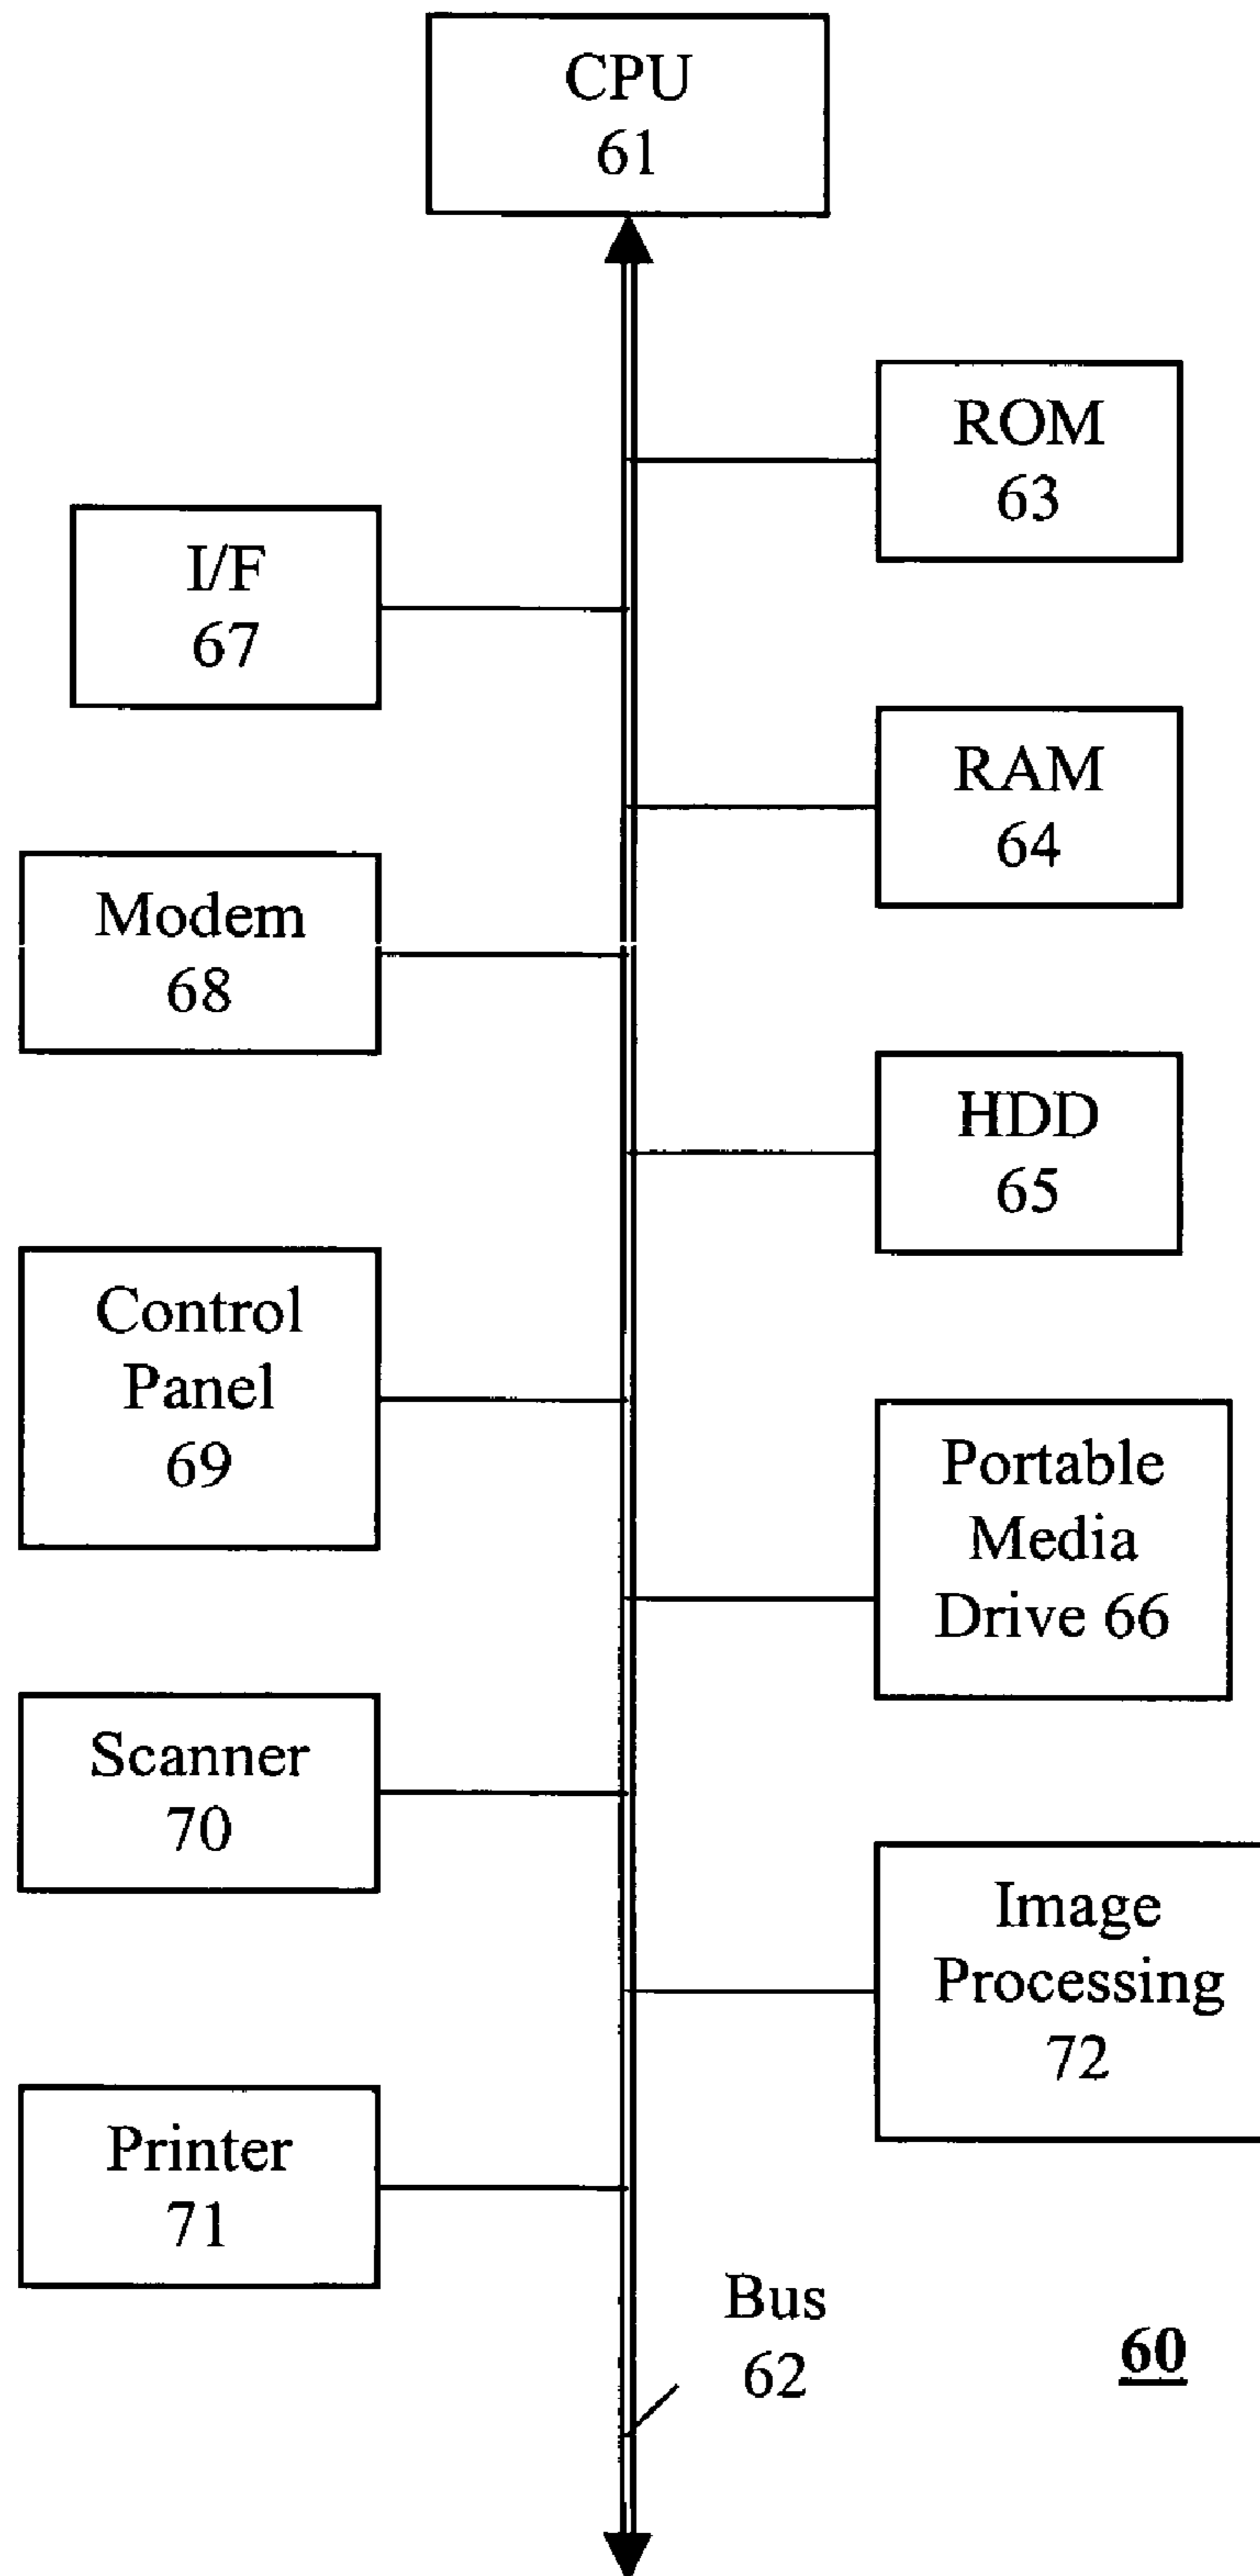 CPU
61
ROM
63
I/F
67
RAM
64
Modem
68
HDD
65
Control
Panel
69
Portable
Media
Drive 66
Scanner
70
Image
Processing
72
Printer
71
Bus
62
60